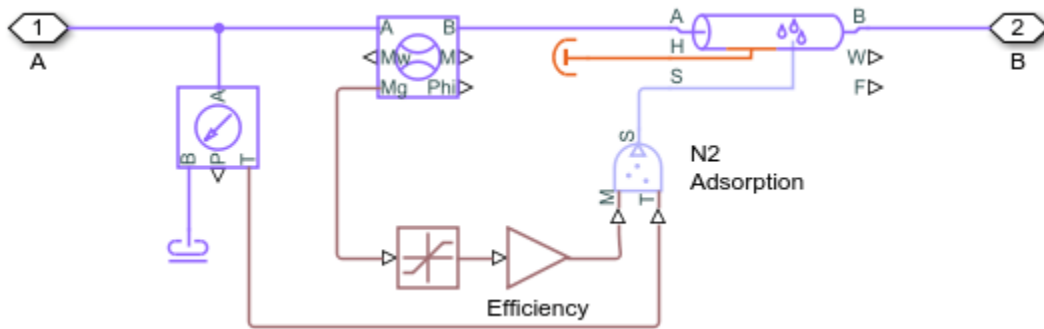 1
A
A B
Mw M
Mg Phi
A B
H W
S F
2
B
A
B P T
S
N2
Adsorption
M T
Efficiency